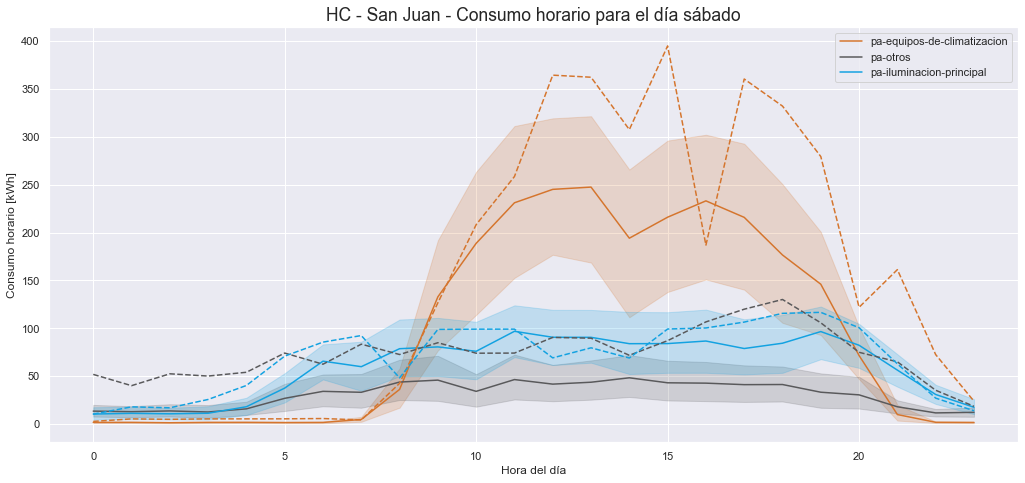 HC - San Juan - Consumo horario para el día sábado
pa-equipos-de-climatizacion
pa-otros
pa-iluminacion-principal
Consumo horario [kWh]
400
350
300
250
200
150
100
50
0
0 5 10 15 20
Hora del día